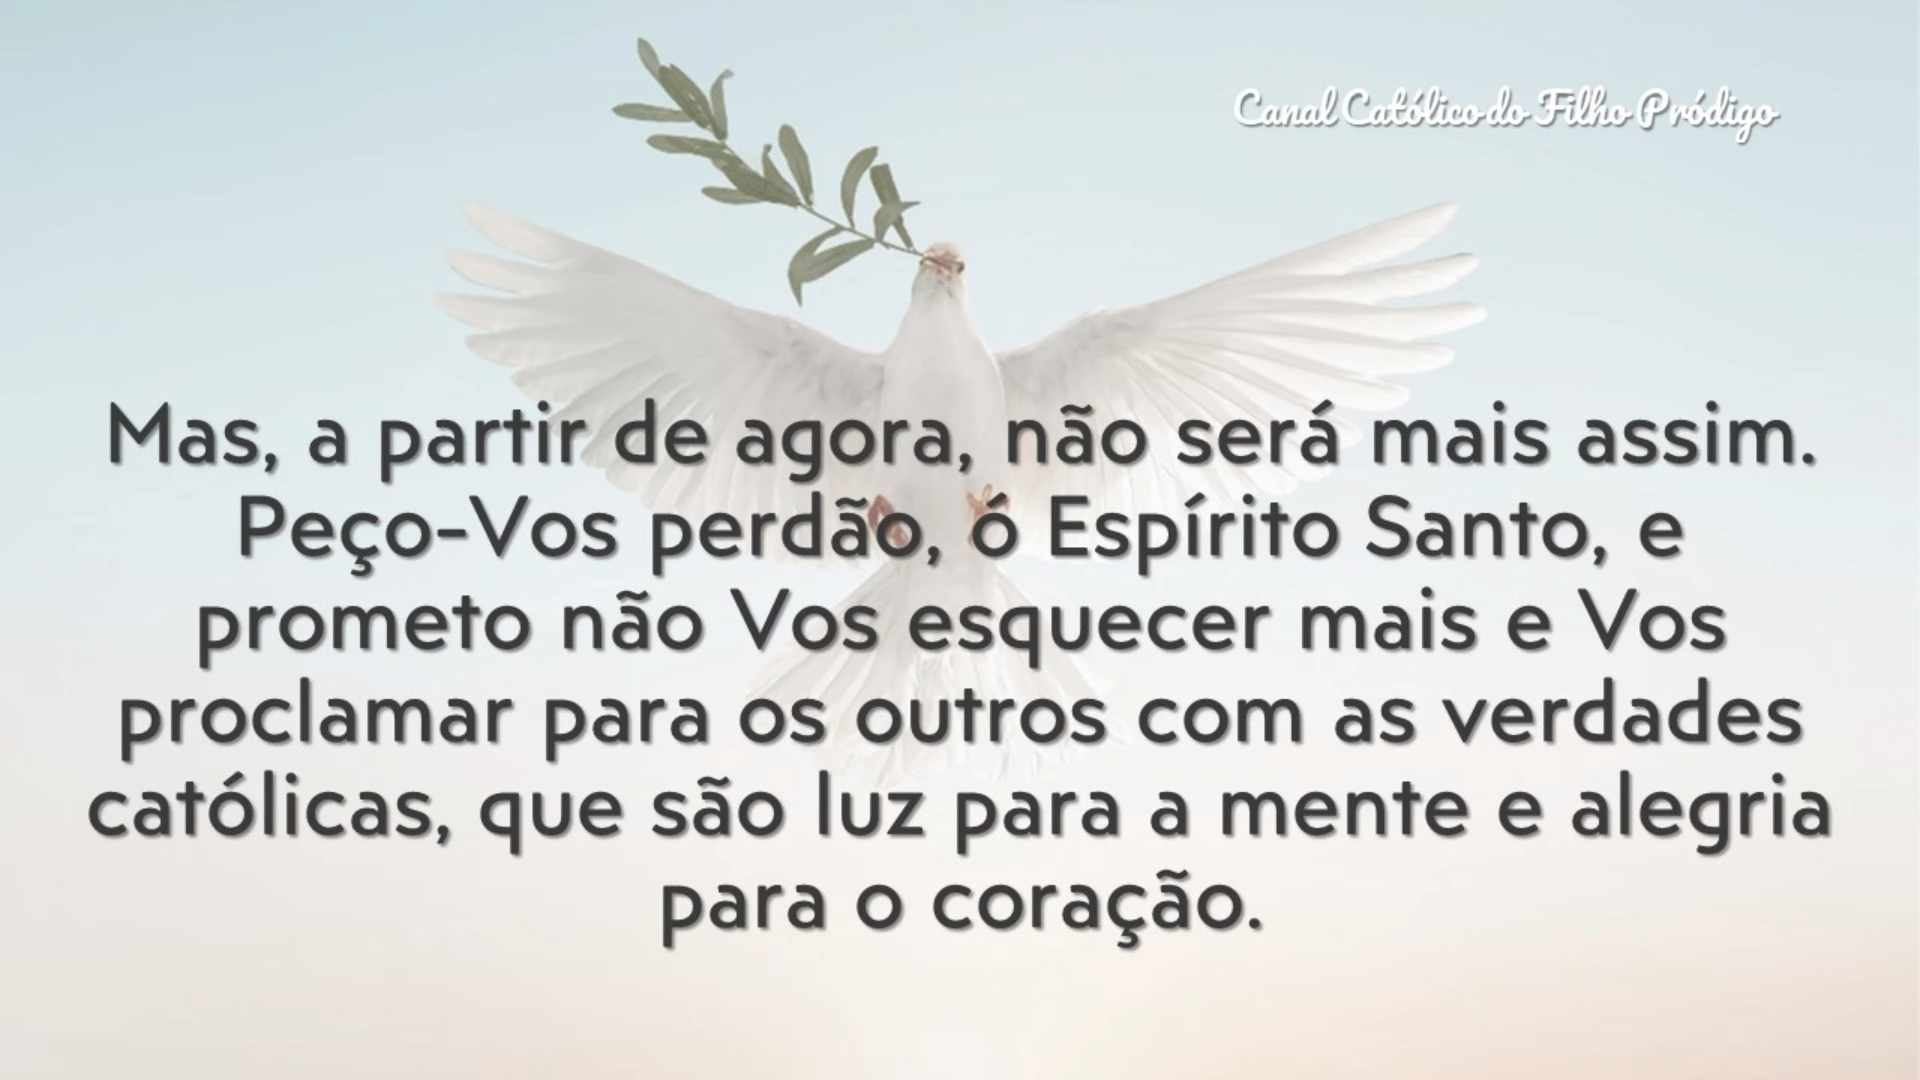 Canal Católico do Filho Pródigo
Mas, a partir de agora, não será mais assim.
Peço-Vos perdão, ó Espírito Santo, e
prometo não Vos esquecer mais e Vos
proclamar para os outros com as verdades
católicas, que são luz para a mente e alegria
para o coração.